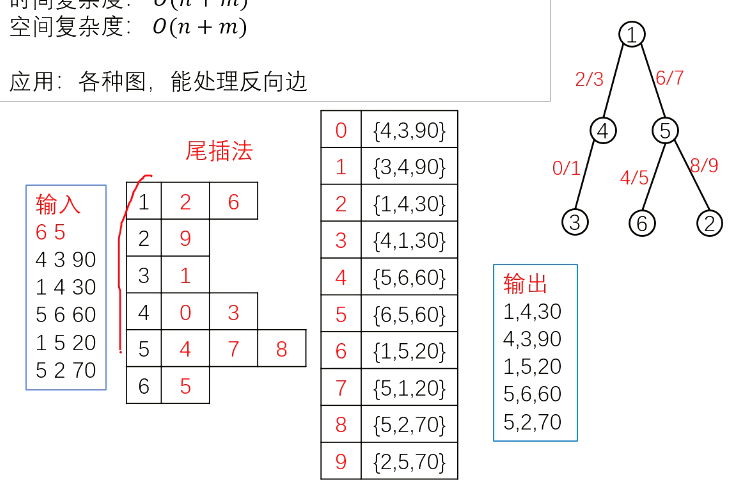 时间复杂度：O(n + m)
空间复杂度：O(n + m)
应用：各种图，能处理反向边
尾插法
输入
6 5
4 3 90
1 4 30
5 6 60
1 5 20
5 2 70
1 2 6
2 9
3 1
4 0 3
5 4 7 8
6 5
0 {4,3,90}
1 {3,4,90}
2 {1,4,30}
3 {4,1,30}
4 {5,6,60}
5 {6,5,60}
6 {1,5,20}
7 {5,1,20}
8 {5,2,70}
9 {2,5,70}
1
2/3 6/7
4 5
0/1 4/5 8/9
3 6 2
输出
1,4,30
4,3,90
1,5,20
5,6,60
5,2,70